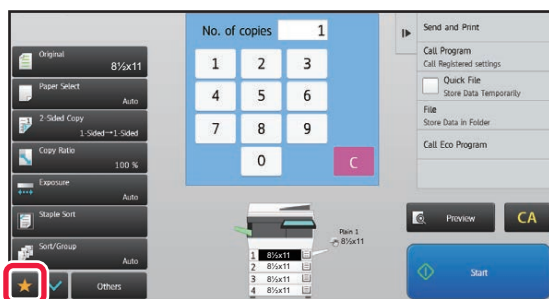 No. of copies 1
Original
8½x11
Paper Select
Auto
2-Sided Copy
1-Sided→1-Sided
Copy Ratio
100 %
Exposure
Auto
Staple Sort
Sort/Group
Auto
Others
1 2 3
4 5 6
7 8 9
0 C
Plain 1
8½x11
1 8½x11
2 8½x11
3 8½x11
4 8½x11
Send and Print
Call Program
Call Registered settings
Quick File
Store Data Temporarily
File
Store Data in Folder
Call Eco Program
Preview
CA
Start